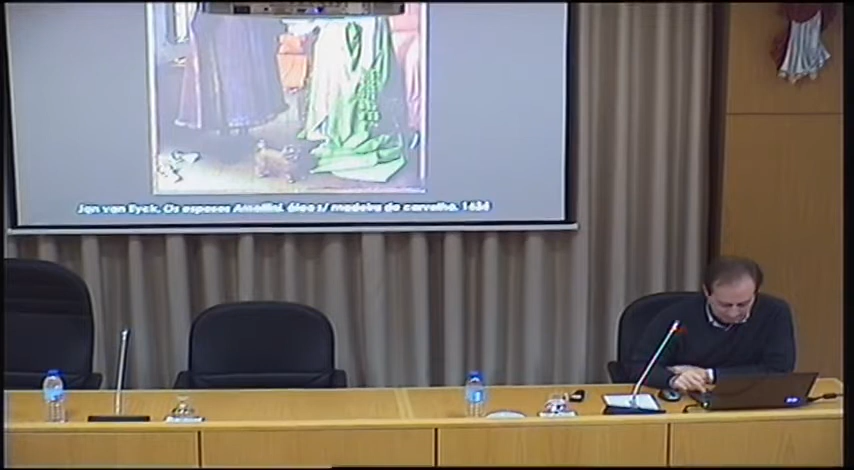 Jan van Eyck. Os esposos Arnolfini. óleo s/ madeira de carvalho. 1434